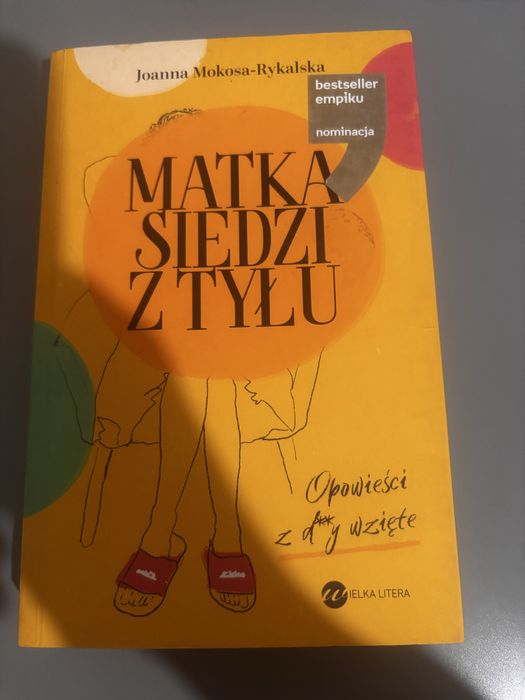 Joanna Mokosa-Rykalska
bestseller
empiku
nominacja
MATKA
SIEDZI
Z TYŁU
Opowieści
z d**y wzięte
WIELKA LITERA